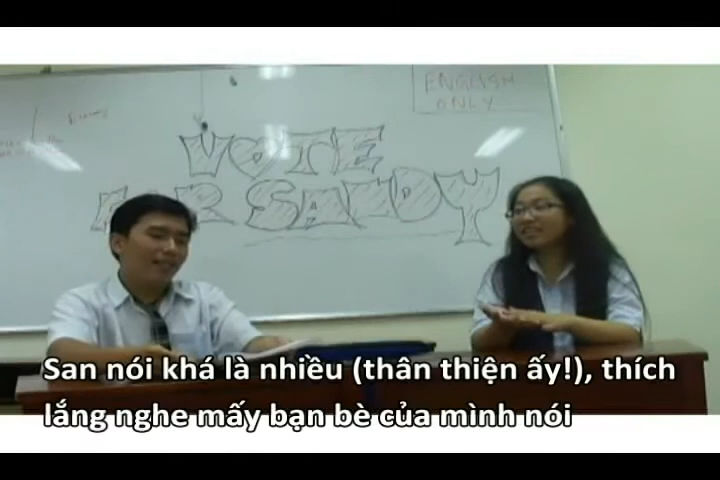 ENGLISH
ONLY
VOTE
FOR SANDY
San nói khá là nhiều (thân thiện ấy!), thích
lắng nghe mấy bạn bè của mình nói